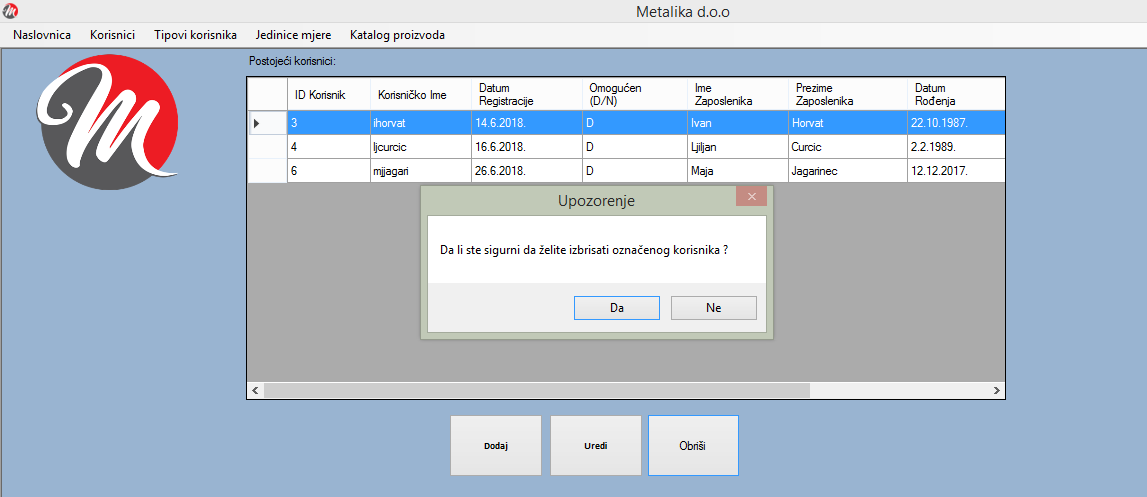 Metalika d.o.o
Naslovnica Korisnici Tipovi korisnika Jedinice mjere Katalog proizvoda
Postojeći korisnici:
ID Korisnik Korisničko Ime Datum Registracije Omogućen (D/N) Ime Zaposlenika Prezime Zaposlenika Datum Rođenja
3 ihorvat 14.6.2018. D Ivan Horvat 22.10.1987.
4 ljcurcic 16.6.2018. D Ljiljan Curcic 2.2.1989.
6 mjjagari 26.6.2018. D Maja Jagarinec 12.12.2017.
Upozorenje
Da li ste sigurni da želite izbrisati označenog korisnika ?
Da Ne
Dodaj Uredi Obriši